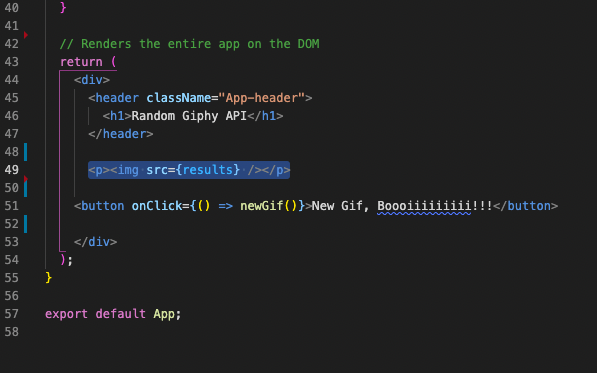 40 }
41
42 // Renders the entire app on the DOM
43 return (
44 <div>
45 <header className="App-header">
46 <h1>Random Giphy API</h1>
47 </header>
48
49 <p><img src={results} /></p>
50
51 <button onClick={() => newGif()}>New Gif, Boooiiiiiiiii!!!</button>
52
53 </div>
54 );
55 }
56
57 export default App;
58